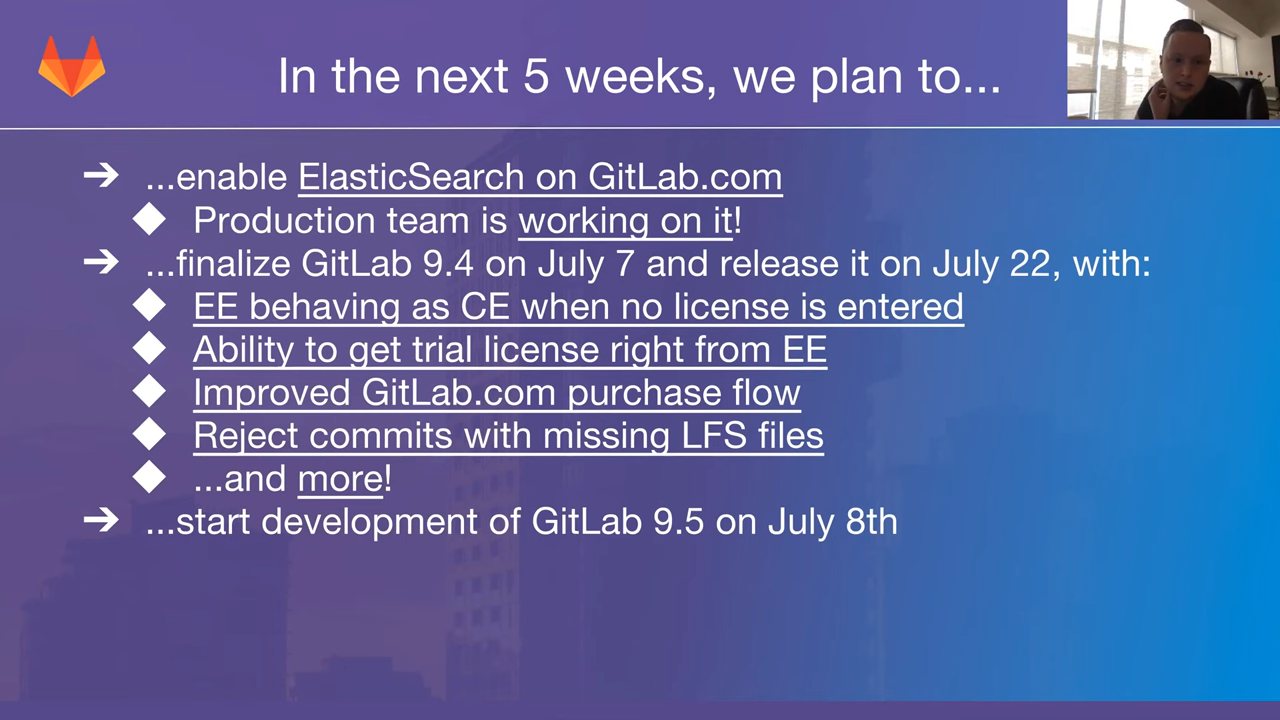 In the next 5 weeks, we plan to...
➔ ...enable ElasticSearch on GitLab.com
◆ Production team is working on it!
➔ ...finalize GitLab 9.4 on July 7 and release it on July 22, with:
◆ EE behaving as CE when no license is entered
◆ Ability to get trial license right from EE
◆ Improved GitLab.com purchase flow
◆ Reject commits with missing LFS files
◆ ...and more!
➔ ...start development of GitLab 9.5 on July 8th